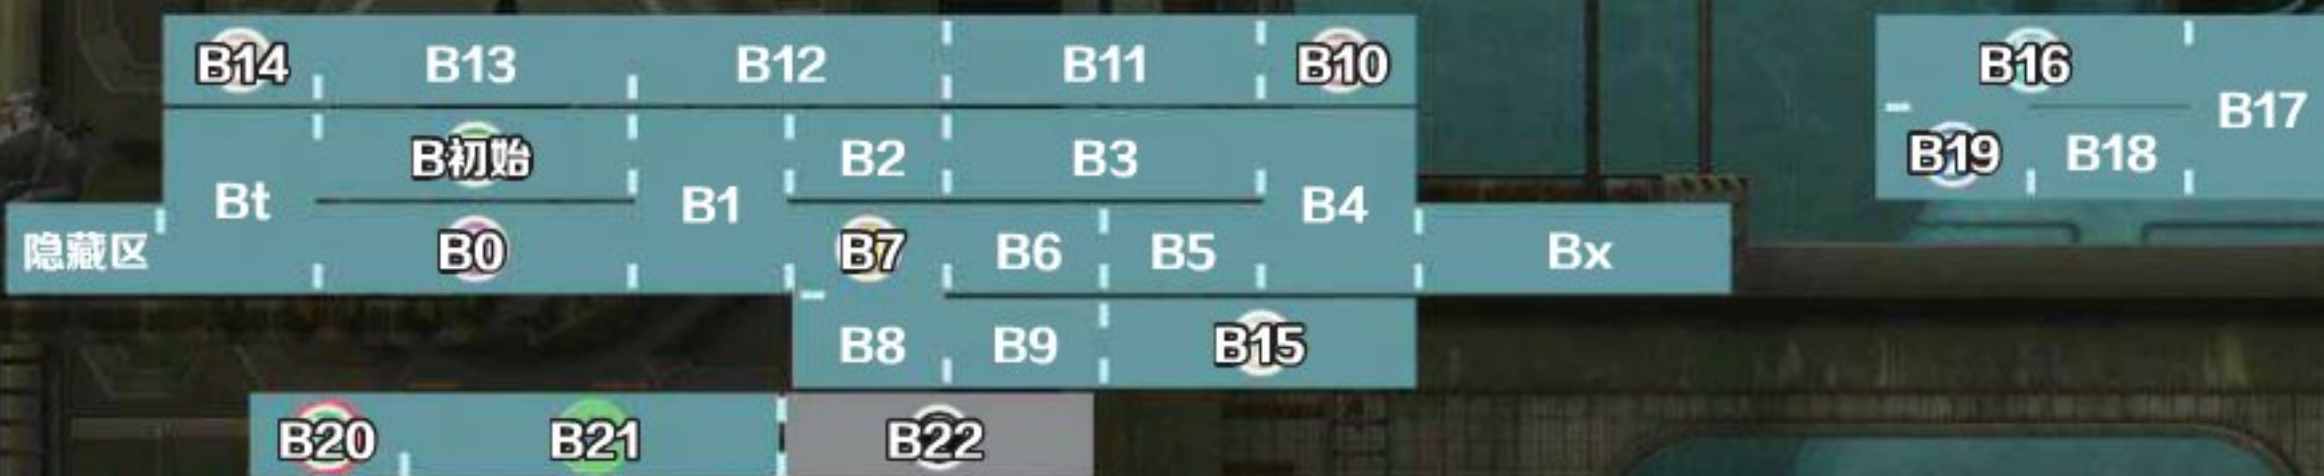 B14 B13 B12 B11 B10 B16
B17
B初始 B2 B3 B19 B18
Bt B1 B4
隐藏区 B0 B7 B6 B5 Bx
B8 B9 B15
B20 B21 B22